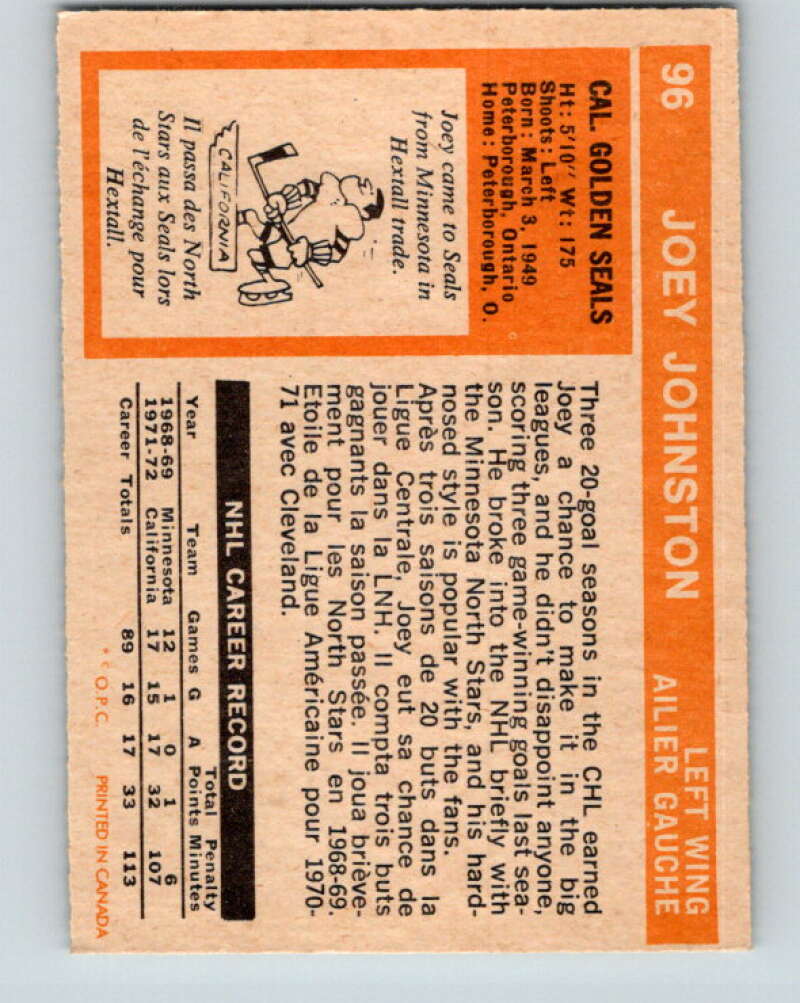 96 JOEY JOHNSTON LEFT WING
AILIER GAUCHE
CAL. GOLDEN SEALS
Ht: 5'10" Wt: 175
Shoots: Left
Born: March 3, 1949
Peterborough, Ontario
Home: Peterborough, O.
Joey came to Seals
from Minnesota in
Hextall trade.
CALIFORNIA
Il passa des North
Stars aux Seals lors
de l'échange pour
Hextall.
Three 20-goal seasons in the CHL earned
Joey a chance to make it in the big
leagues, and he didn't disappoint anyone,
scoring three game-winning goals last sea-
son. He broke into the NHL briefly with
the Minnesota North Stars, and his hard-
nosed style is popular with the fans.
Après trois saisons de 20 buts dans la
Ligue Centrale, Joey eut sa chance de
jouer dans la LNH. Il compta trois buts
gagnants la saison passée. Il joua briève-
ment pour les North Stars en 1968-69.
Etoile de la Ligue Américaine pour 1970-
71 avec Cleveland.
NHL CAREER RECORD
Total Penalty
Year Team Games G A Points Minutes
1968-69 Minnesota 12 1 0 1 6
1971-72 California 17 15 17 32 107
Career Totals 89 16 17 33 113
* © O.P.C. PRINTED IN CANADA